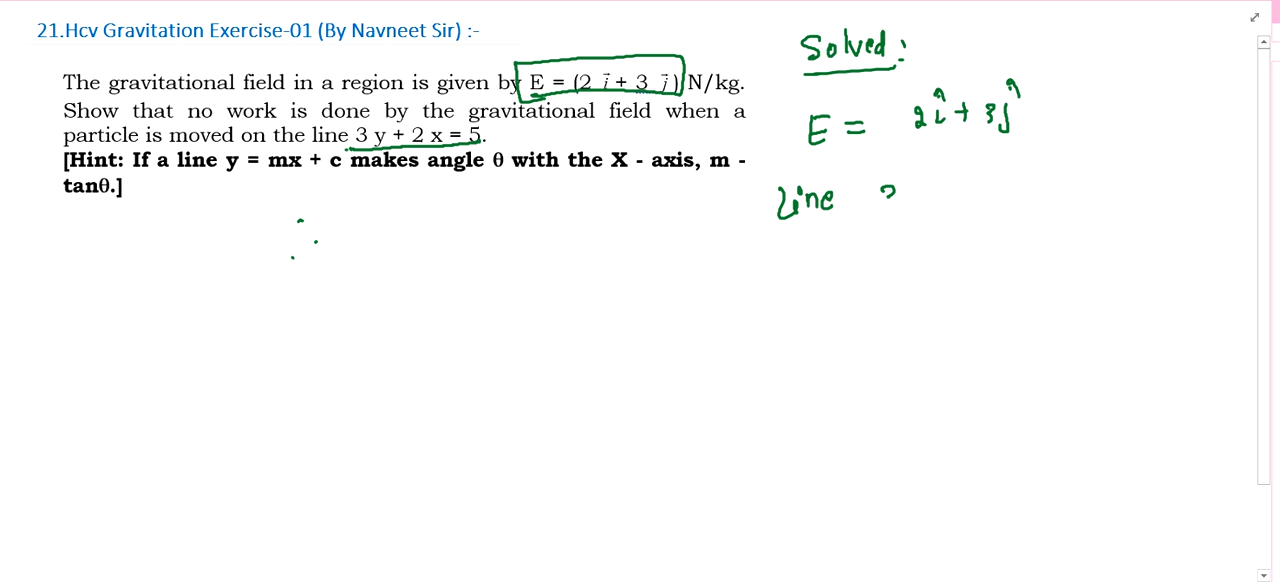 21.Hcv Gravitation Exercise-01 (By Navneet Sir) :-
The gravitational field in a region is given by E = (2 i⃗ + 3 j⃗) N/kg.
Show that no work is done by the gravitational field when a
particle is moved on the line 3 y + 2 x = 5.
[Hint: If a line y = mx + c makes angle θ with the X - axis, m -
tanθ.]
Solved :
E = 2î + 3ĵ
Line